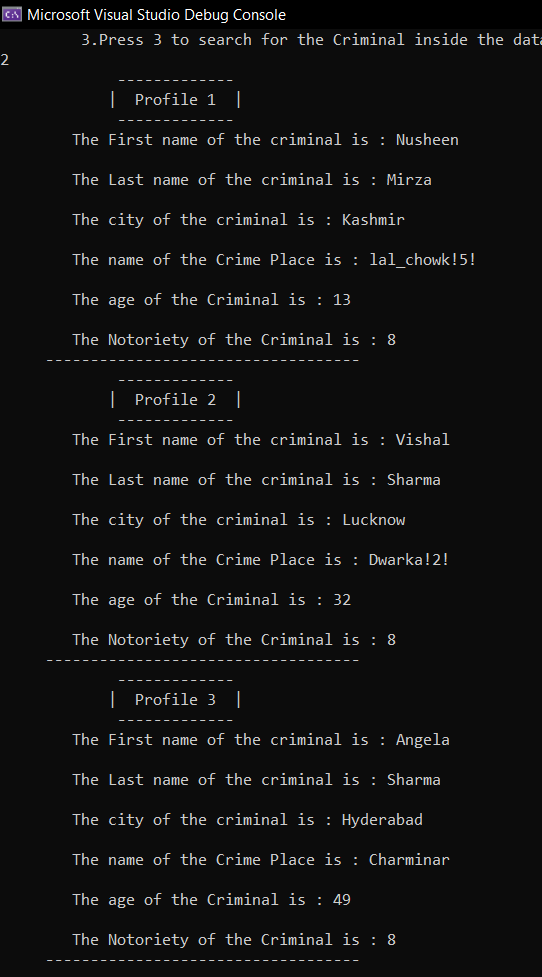 Microsoft Visual Studio Debug Console
3.Press 3 to search for the Criminal inside the
2
-------------
| Profile 1 |
-------------
The First name of the criminal is : Nusheen
The Last name of the criminal is : Mirza
The city of the criminal is : Kashmir
The name of the Crime Place is : lal_chowk!5!
The age of the Criminal is : 13
The Notoriety of the Criminal is : 8
-----------------------------------
-------------
| Profile 2 |
-------------
The First name of the criminal is : Vishal
The Last name of the criminal is : Sharma
The city of the criminal is : Lucknow
The name of the Crime Place is : Dwarka!2!
The age of the Criminal is : 32
The Notoriety of the Criminal is : 8
-----------------------------------
-------------
| Profile 3 |
-------------
The First name of the criminal is : Angela
The Last name of the criminal is : Sharma
The city of the criminal is : Hyderabad
The name of the Crime Place is : Charminar
The age of the Criminal is : 49
The Notoriety of the Criminal is : 8
-----------------------------------